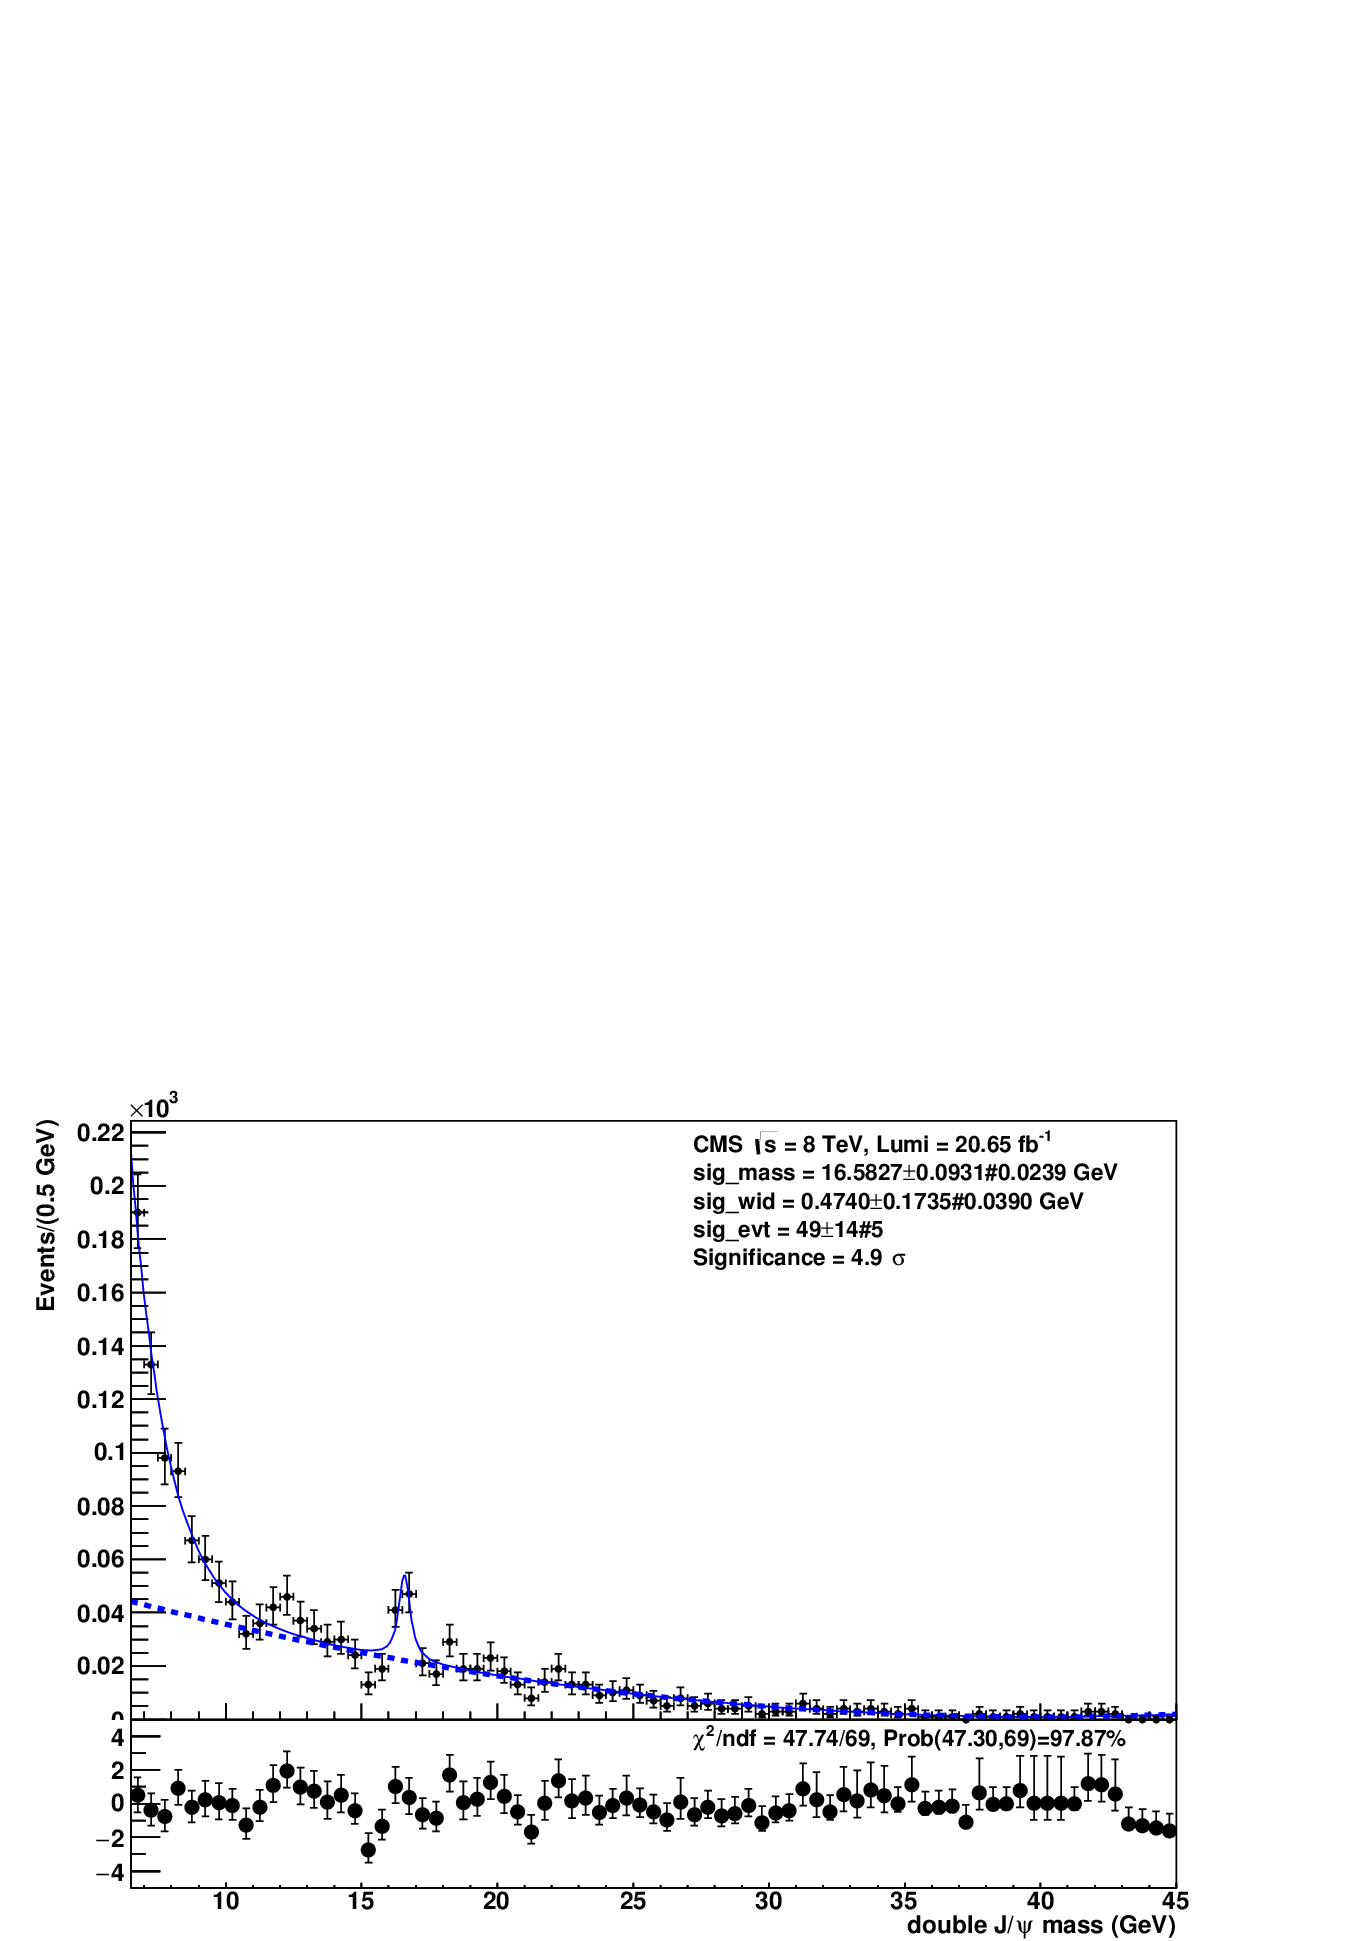 ×10³
Events/(0.5 GeV)
0.22
0.2
0.18
0.16
0.14
0.12
0.1
0.08
0.06
0.04
0.02
0
CMS √s = 8 TeV, Lumi = 20.65 fb⁻¹
sig_mass = 16.5827±0.0931#0.0239 GeV
sig_wid = 0.4740±0.1735#0.0390 GeV
sig_evt = 49±14#5
Significance = 4.9 σ
χ²/ndf = 47.74/69, Prob(47.30,69)=97.87%
4
2
0
−2
−4
10 15 20 25 30 35 40 45
double J/ψ mass (GeV)